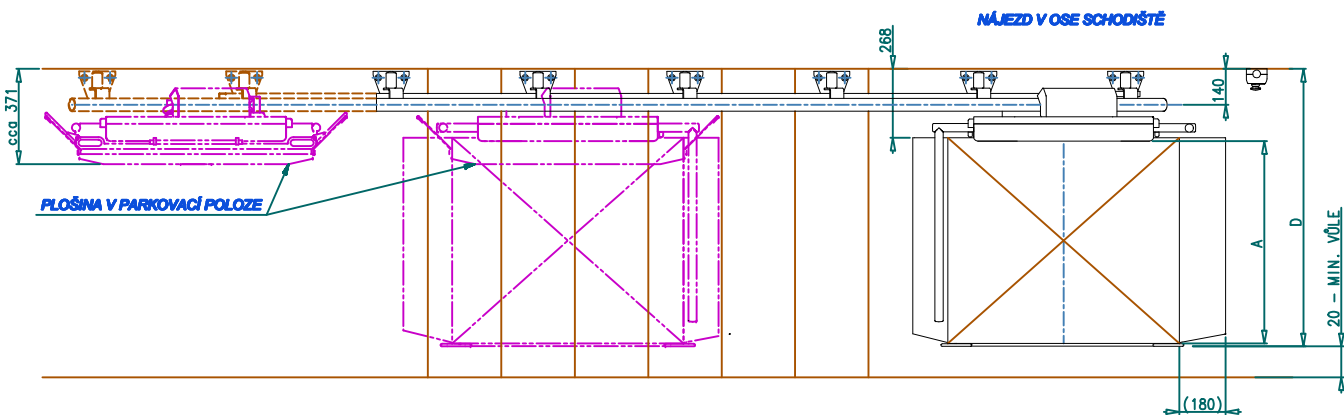 NÁJEZD V OSE SCHODIŠTĚ
268
140
cca 371
PLOŠINA V PARKOVACÍ POLOZE
A
D
20 - MIN. VŮLE
(180)